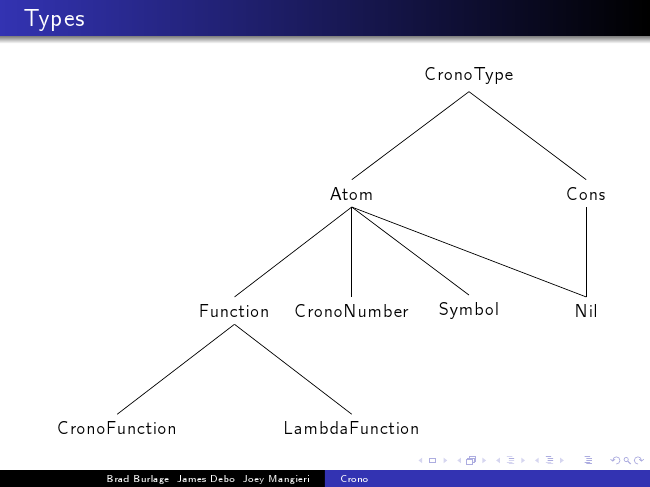 Types
CronoType
Atom Cons
Function CronoNumber Symbol Nil
CronoFunction LambdaFunction
Brad Burlage James Debo Joey Mangieri Crono